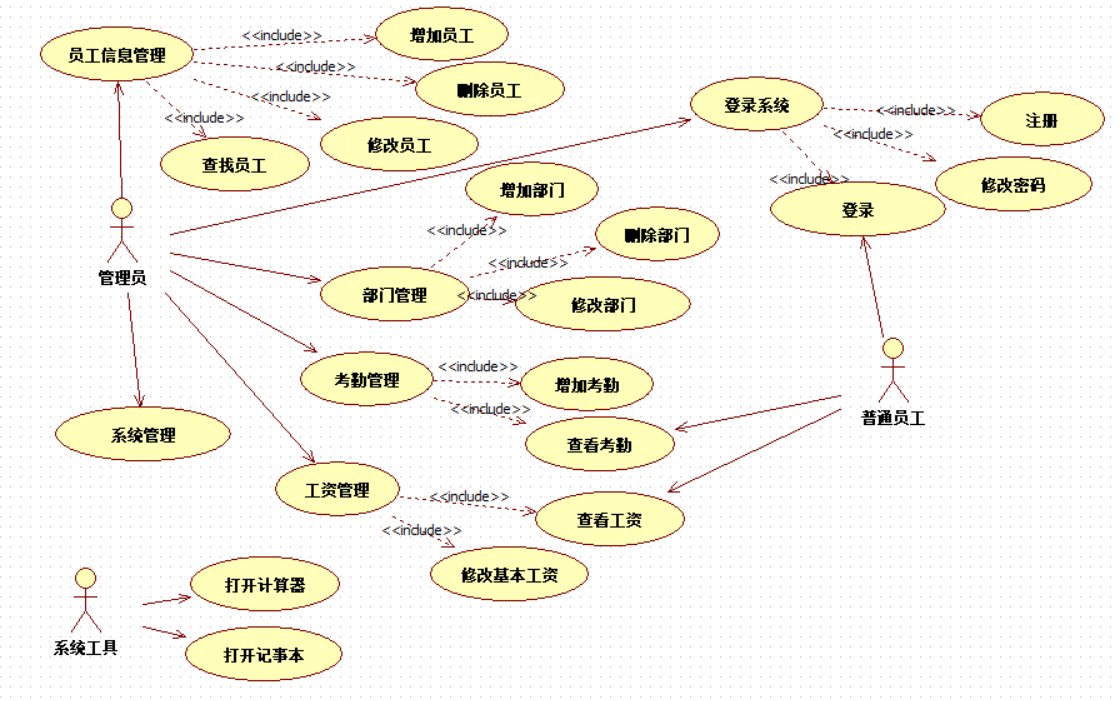 员工信息管理
<<include>>
增加员工
<<include>>
删除员工
<<include>>
修改员工
<<include>>
查找员工
登录系统
<<include>>
注册
<<include>>
修改密码
<<include>>
登录
管理员
增加部门
<<include>>
删除部门
<<include>>
部门管理
<<include>>
修改部门
考勤管理
<<include>>
增加考勤
<<include>>
查看考勤
普通员工
系统管理
工资管理
<<include>>
查看工资
<<include>>
修改基本工资
系统工具
打开计算器
打开记事本